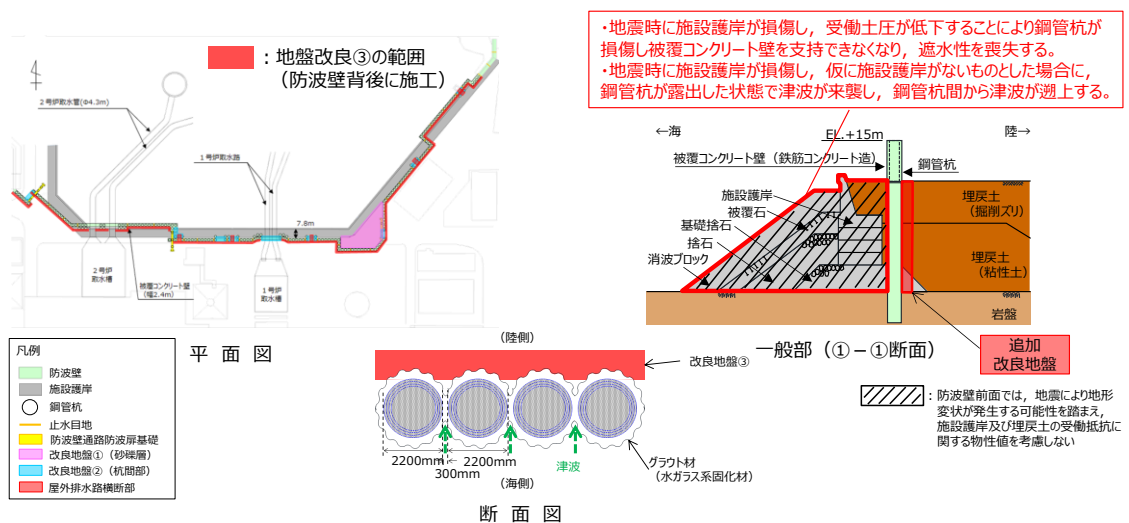 ：地盤改良③の範囲
（防波壁背後に施工）
２号炉取水管(Φ4.3m)
１号炉取水路
7.8m
２号炉
取水槽
被覆コンクリート壁
（幅2.4m）
１号炉
取水槽
平 面 図
凡例
防波壁
施設護岸
鋼管杭
止水目地
防波壁通路防波扉基礎
改良地盤①（砂礫層）
改良地盤②（杭間部）
屋外排水路横断部
・地震時に施設護岸が損傷し，受働土圧が低下することにより鋼管杭が
損傷し被覆コンクリート壁を支持できなくなり，遮水性を喪失する。
・地震時に施設護岸が損傷し，仮に施設護岸がないものとした場合に，
鋼管杭が露出した状態で津波が来襲し，鋼管杭間から津波が遡上する。
←海
EL.+15m
陸→
被覆コンクリート壁（鉄筋コンクリート造）
鋼管杭
施設護岸
被覆石
基礎捨石
捨石
消波ブロック
埋戻土
（掘削ズリ）
埋戻土
（粘性土）
岩盤
一般部（①－①断面）
追加
改良地盤
：防波壁前面では，地震により地形
変状が発生する可能性を踏まえ，
施設護岸及び埋戻土の受働抵抗に
関する物性値を考慮しない
（陸側）
改良地盤③
2200mm
2200mm
300mm
津波
（海側）
グラウト材
（水ガラス系固化材）
断 面 図